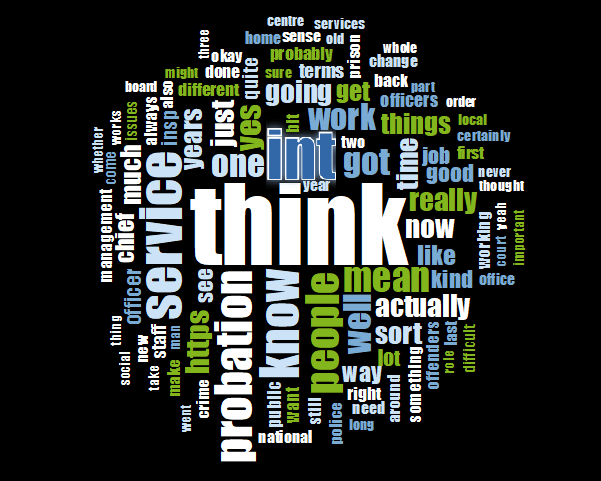 centre
services
three
home
sense
old
okay
probably
whole
might
done
quite
sure
terms
prison
change
board
also
different
going
get
back
part
officers
order
issues
always
insp
years
just
yes
hit
work
things
local
certainly
whether
works
come
much
one
int
two
got
time
job
first
good
never
thought
year
management
chief
service
think
really
now
working
court
yeah
important
officer
see
like
mean
kind
office
probation
know
people
well
actually
social
thing
new
take
staff
man
make
https
sort
offenders
role
last
difficult
lot
way
something
went
crime
public
want
still
right
need
around
police
long
national